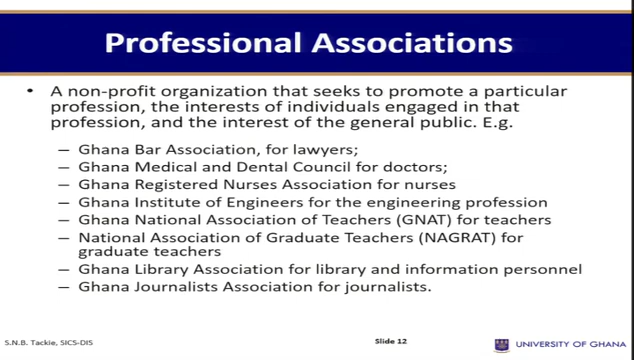 Professional Associations
• A non-profit organization that seeks to promote a particular
profession, the interests of individuals engaged in that
profession, and the interest of the general public. E.g.
– Ghana Bar Association, for lawyers;
– Ghana Medical and Dental Council for doctors;
– Ghana Registered Nurses Association for nurses
– Ghana Institute of Engineers for the engineering profession
– Ghana National Association of Teachers (GNAT) for teachers
– National Association of Graduate Teachers (NAGRAT) for
graduate teachers
– Ghana Library Association for library and information personnel
– Ghana Journalists Association for journalists.
S.N.B. Tackie, SICS-DIS
Slide 12
UNIVERSITY OF GHANA